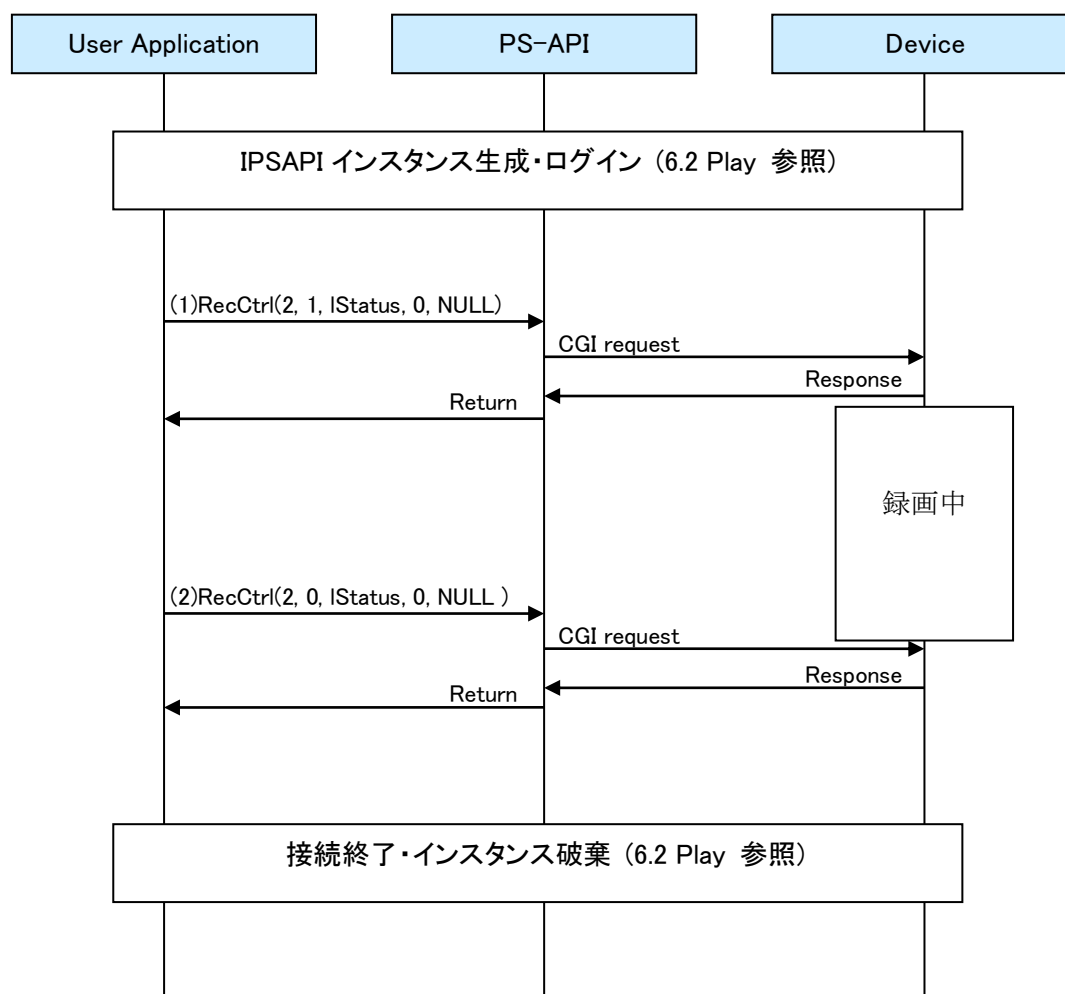 User Application
PS-API
Device
IPSAPI インスタンス生成・ログイン (6.2 Play 参照)
(1)RecCtrl(2, 1, lStatus, 0, NULL)
CGI request
Response
Return
録画中
(2)RecCtrl(2, 0, lStatus, 0, NULL )
CGI request
Response
Return
接続終了・インスタンス破棄 (6.2 Play 参照)